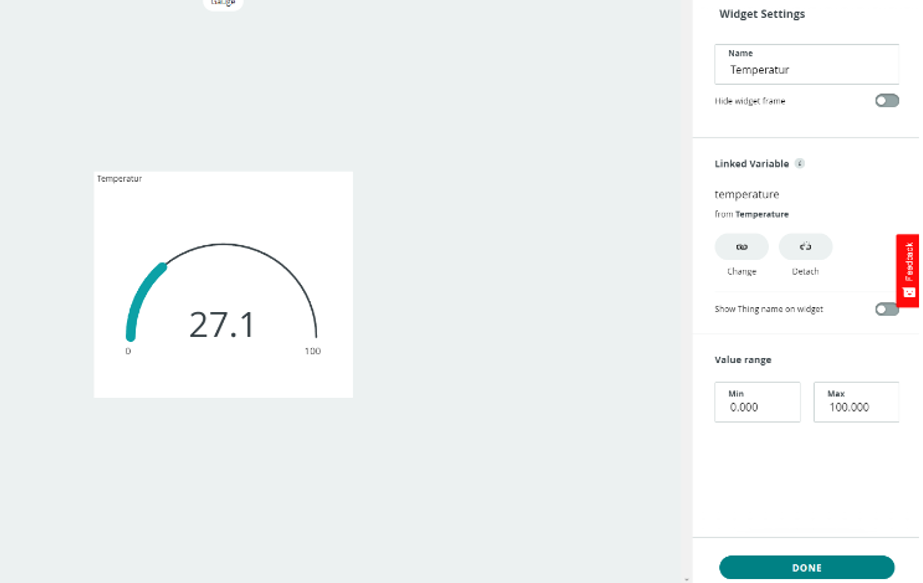 Gauge
Widget Settings
Name
Temperatur
Hide widget frame
Linked Variable i
temperature
from Temperature
Change
Detach
Show Thing name on widget
Value range
Min
0.000
Max
100.000
DONE
Feedback
Temperatur
27.1
0
100